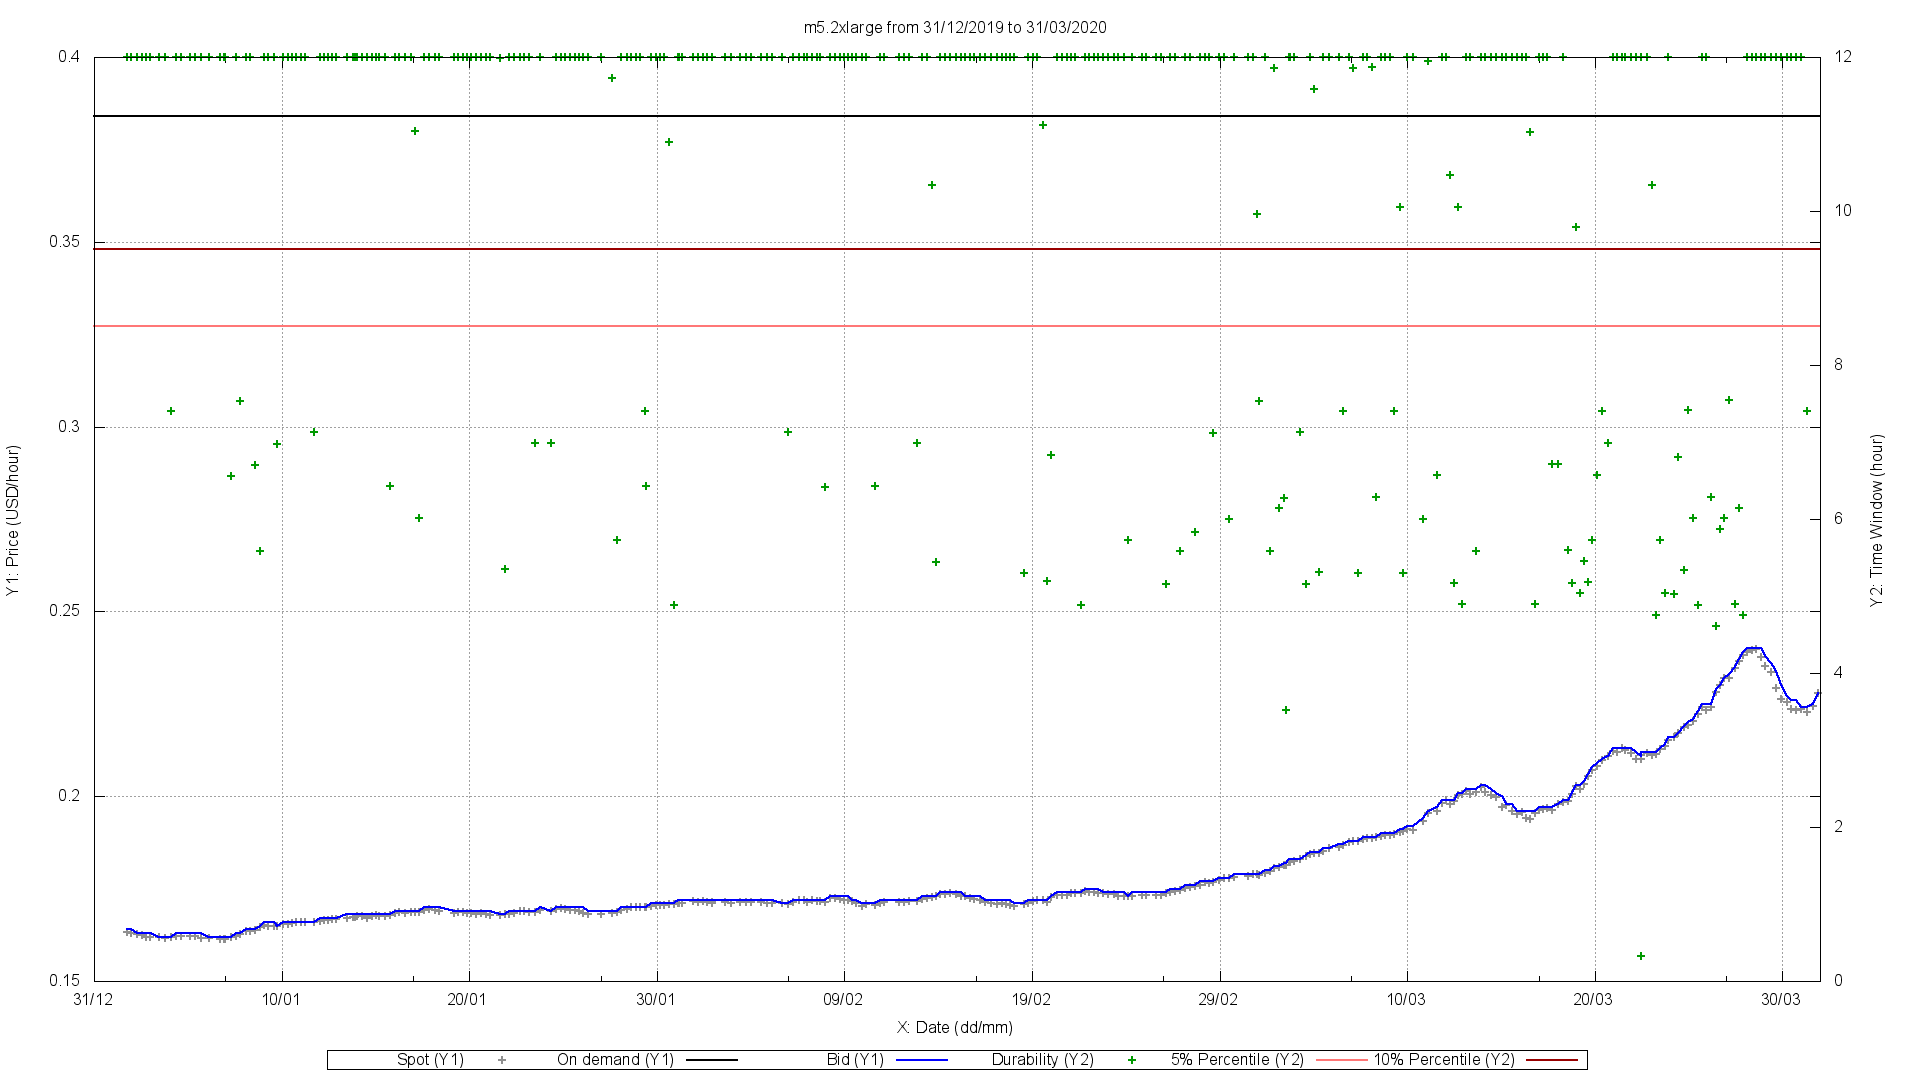 m5.2xlarge from 31/12/2019 to 31/03/2020
0.4
0.35
0.3
0.25
0.2
0.15
Y1: Price (USD/hour)
12
10
8
6
4
2
0
Y2: Time Window (hour)
31/12 10/01 20/01 30/01 09/02 19/02 29/02 10/03 20/03 30/03
X: Date (dd/mm)
Spot (Y1) On demand (Y1) Bid (Y1) Durability (Y2) 5% Percentile (Y2) 10% Percentile (Y2)